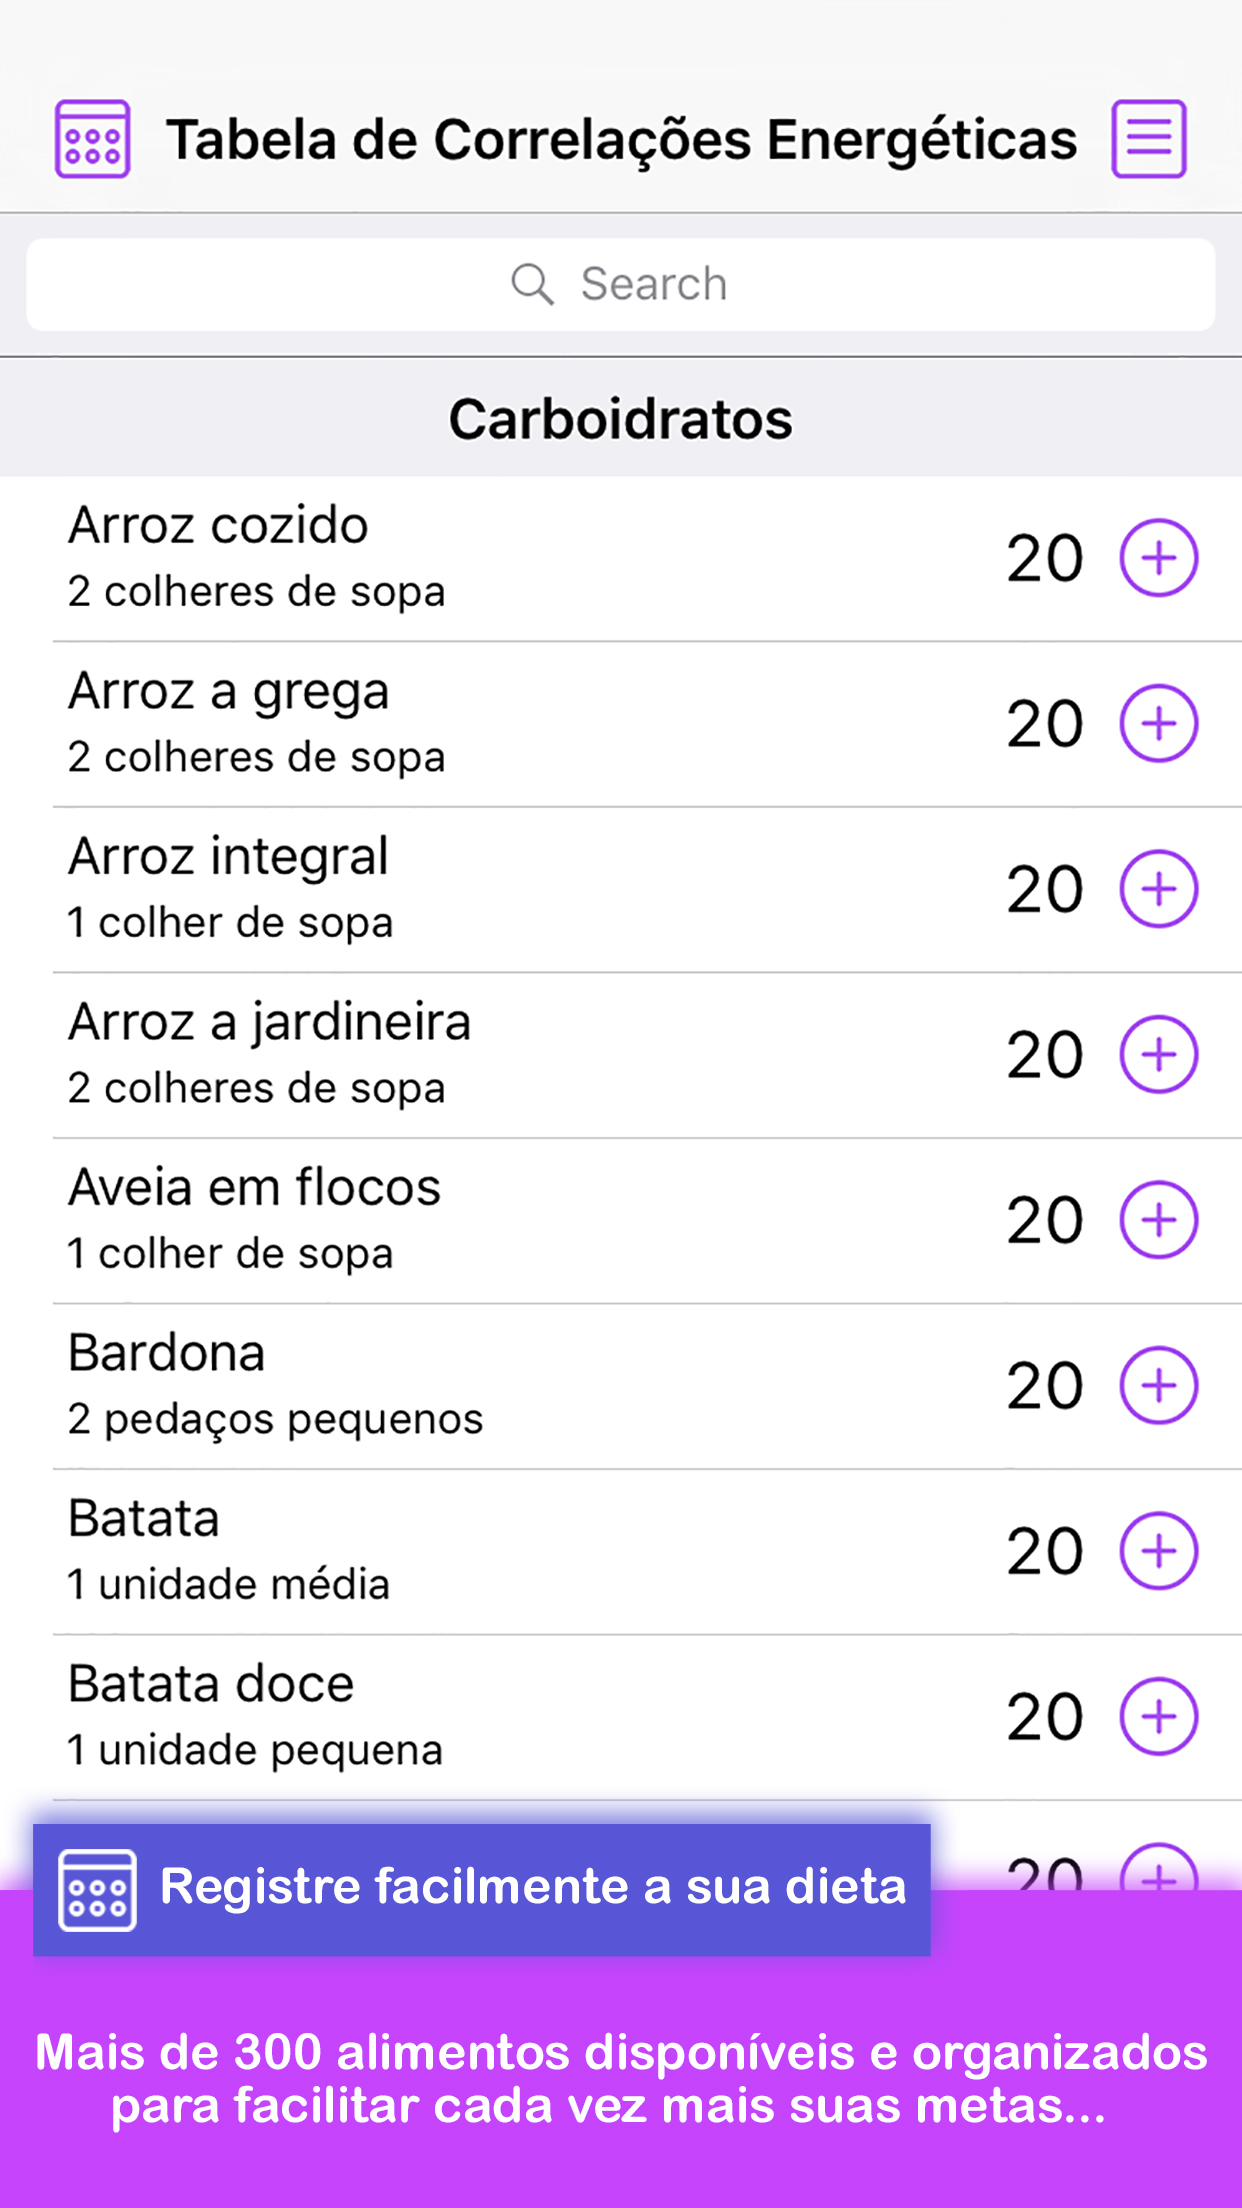 Tabela de Correlações Energéticas
Search
Carboidratos
Arroz cozido
2 colheres de sopa
20
Arroz a grega
2 colheres de sopa
20
Arroz integral
1 colher de sopa
20
Arroz a jardineira
2 colheres de sopa
20
Aveia em flocos
1 colher de sopa
20
Bardona
2 pedaços pequenos
20
Batata
1 unidade média
20
Batata doce
1 unidade pequena
20
20
Registre facilmente a sua dieta
Mais de 300 alimentos disponíveis e organizados
para facilitar cada vez mais suas metas...